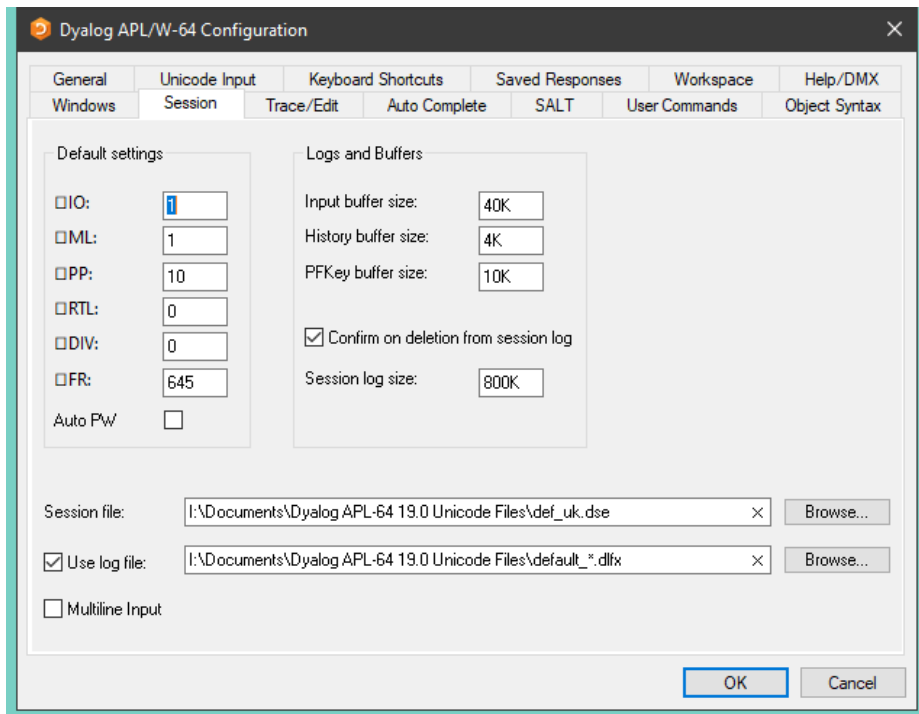 Dyalog APL/W-64 Configuration
General Unicode Input Keyboard Shortcuts Saved Responses Workspace Help/DMX
Windows Session Trace/Edit Auto Complete SALT User Commands Object Syntax
Default settings
⎕IO: 1
⎕ML: 1
⎕PP: 10
⎕RTL: 0
⎕DIV: 0
⎕FR: 645
Auto PW
Logs and Buffers
Input buffer size: 40K
History buffer size: 4K
PFKey buffer size: 10K
Confirm on deletion from session log
Session log size: 800K
Session file: I:\Documents\Dyalog APL-64 19.0 Unicode Files\def_uk.dse Browse...
Use log file: I:\Documents\Dyalog APL-64 19.0 Unicode Files\default_*.dlfx Browse...
Multiline Input
OK Cancel